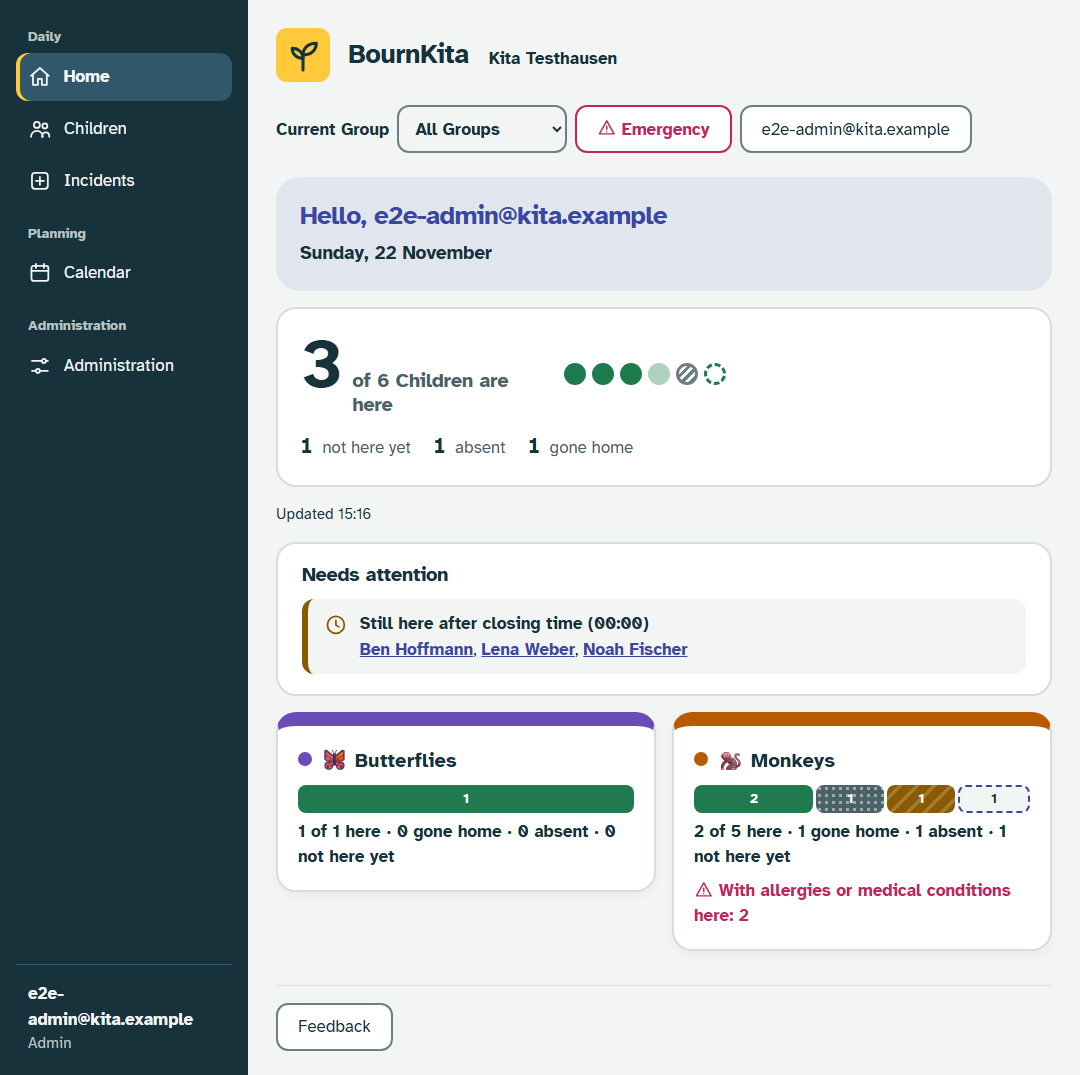 Daily
Home
Children
Incidents
Planning
Calendar
Administration
Administration
e2e-
admin@kita.example
Admin
BournKita Kita Testhausen
Current Group All Groups Emergency e2e-admin@kita.example
Hello, e2e-admin@kita.example
Sunday, 22 November
3 of 6 Children are
here
1 not here yet 1 absent 1 gone home
Updated 15:16
Needs attention
Still here after closing time (00:00)
Ben Hoffmann, Lena Weber, Noah Fischer
Butterflies
1
1 of 1 here · 0 gone home · 0 absent · 0
not here yet
Monkeys
2 1 1 1
2 of 5 here · 1 gone home · 1 absent · 1
not here yet
With allergies or medical conditions
here: 2
Feedback